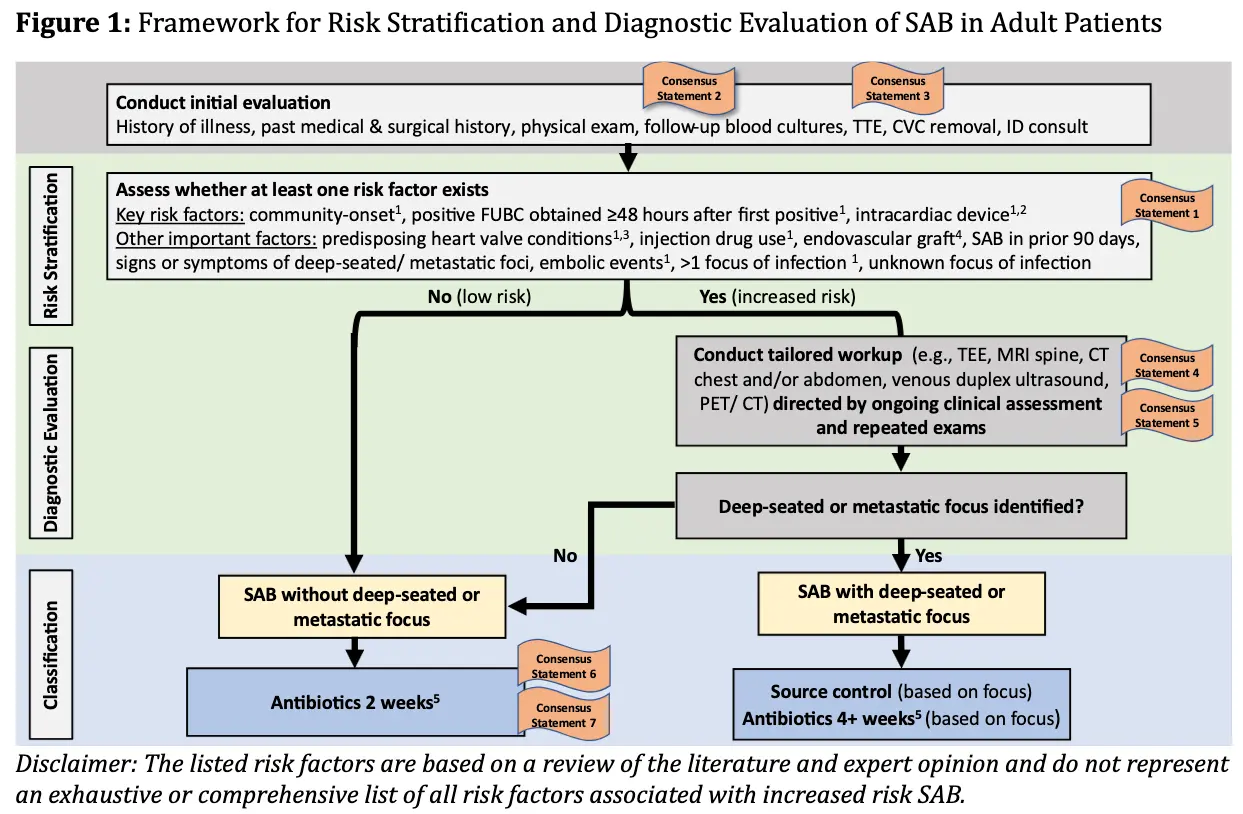 Figure 1: Framework for Risk Stratification and Diagnostic Evaluation of SAB in Adult Patients
Consensus
Statement 2
Consensus
Statement 3
Conduct initial evaluation
History of illness, past medical & surgical history, physical exam, follow-up blood cultures, TTE, CVC removal, ID consult
Risk Stratification
Assess whether at least one risk factor exists
Key risk factors: community-onset¹, positive FUBC obtained ≥48 hours after first positive¹, intracardiac device¹,²
Other important factors: predisposing heart valve conditions¹,³, injection drug use¹, endovascular graft⁴, SAB in prior 90 days,
signs or symptoms of deep-seated/ metastatic foci, embolic events¹, >1 focus of infection ¹, unknown focus of infection
Consensus
Statement 1
No (low risk)
Yes (increased risk)
Diagnostic Evaluation
Conduct tailored workup (e.g., TEE, MRI spine, CT
chest and/or abdomen, venous duplex ultrasound,
PET/ CT) directed by ongoing clinical assessment
and repeated exams
Consensus
Statement 4
Consensus
Statement 5
Deep-seated or metastatic focus identified?
No
Yes
Classification
SAB without deep-seated or
metastatic focus
SAB with deep-seated or
metastatic focus
Antibiotics 2 weeks⁵
Consensus
Statement 6
Consensus
Statement 7
Source control (based on focus)
Antibiotics 4+ weeks⁵ (based on focus)
Disclaimer: The listed risk factors are based on a review of the literature and expert opinion and do not represent
an exhaustive or comprehensive list of all risk factors associated with increased risk SAB.